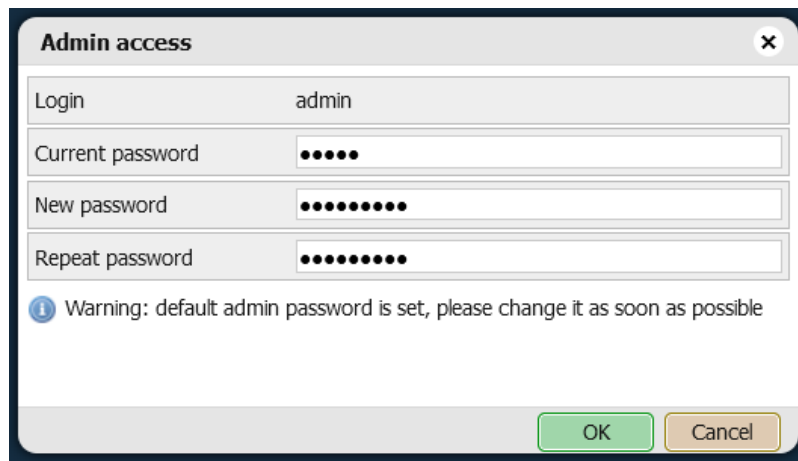 Admin access
Login admin
Current password •••••
New password •••••••••
Repeat password •••••••••
Warning: default admin password is set, please change it as soon as possible
OK Cancel